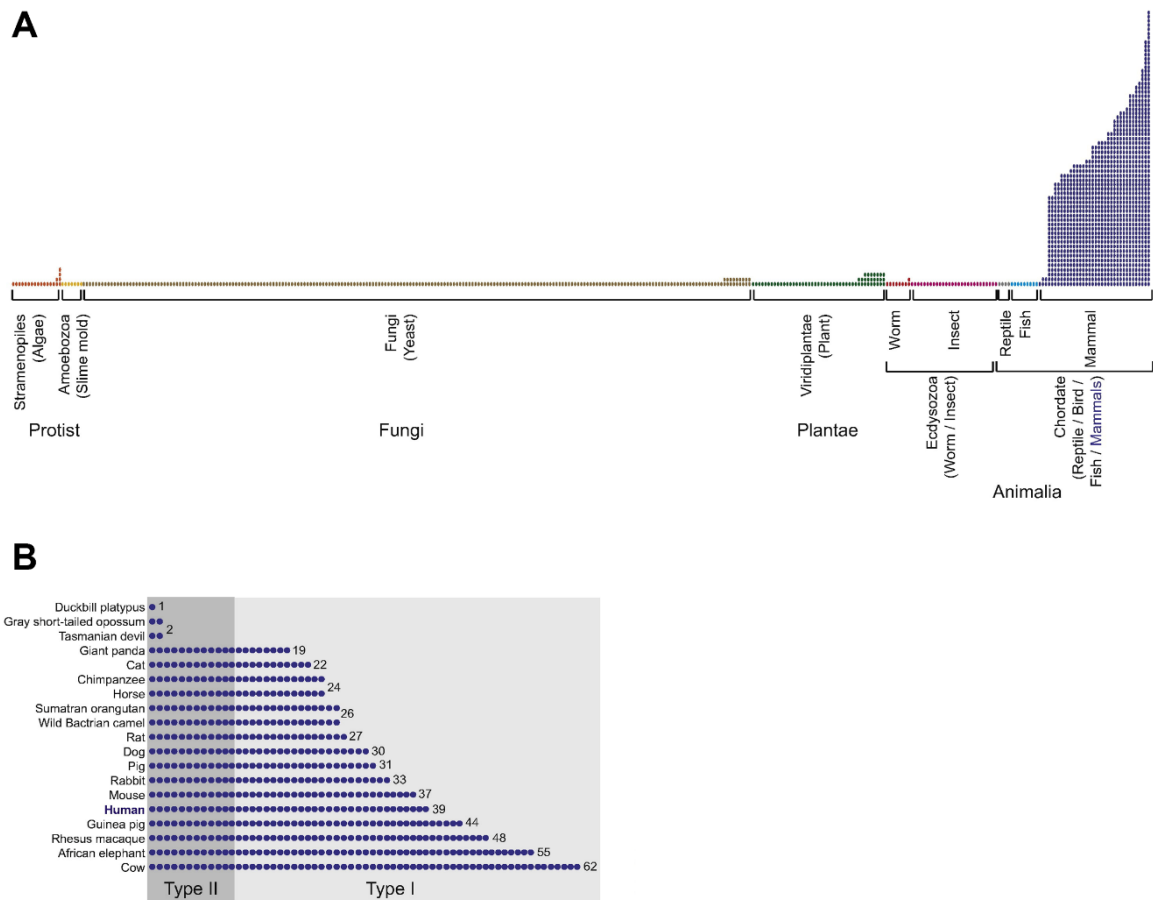 A
Stramenopiles
(Algae)
Amoebozoa
(Slime mold)
Fungi
(Yeast)
Viridiplantae
(Plant)
Worm
Insect
Reptile
Fish
Mammal
Ecdysozoa
(Worm / Insect)
Chordate
(Reptile / Bird /
Fish / Mammals)
Protist
Fungi
Plantae
Animalia
B
Duckbill platypus 1
Gray short-tailed opossum
2
Tasmanian devil
Giant panda 19
Cat 22
Chimpanzee
24
Horse
Sumatran orangutan
26
Wild Bactrian camel
Rat 27
Dog 30
Pig 31
Rabbit 33
Mouse 37
Human 39
Guinea pig 44
Rhesus macaque 48
African elephant 55
Cow 62
Type II Type I